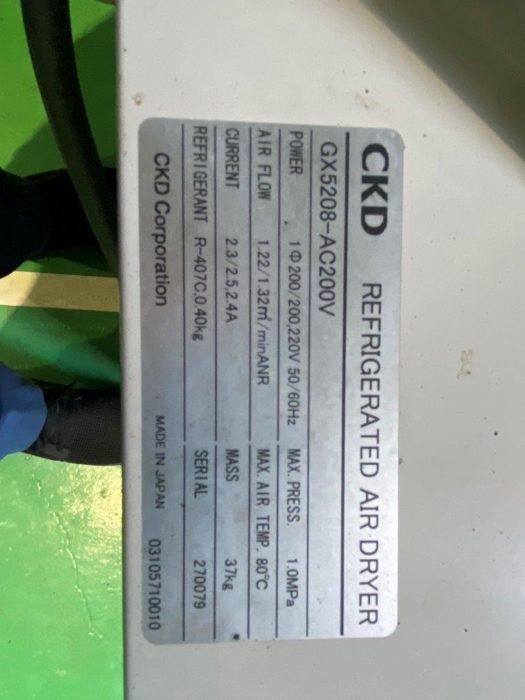 CKD REFRIGERATED AIR DRYER
GX5208-AC200V
POWER 1Φ200/200,220V 50/60Hz MAX. PRESS. 1.0MPa
AIR FLOW 1.22/1.32㎥/minANR MAX. AIR TEMP. 80°C
CURRENT 2.3/2.5,2.4A MASS 37kg
REFRIGERANT R-407C,0.40kg SERIAL 270079
CKD Corporation MADE IN JAPAN 03105710010